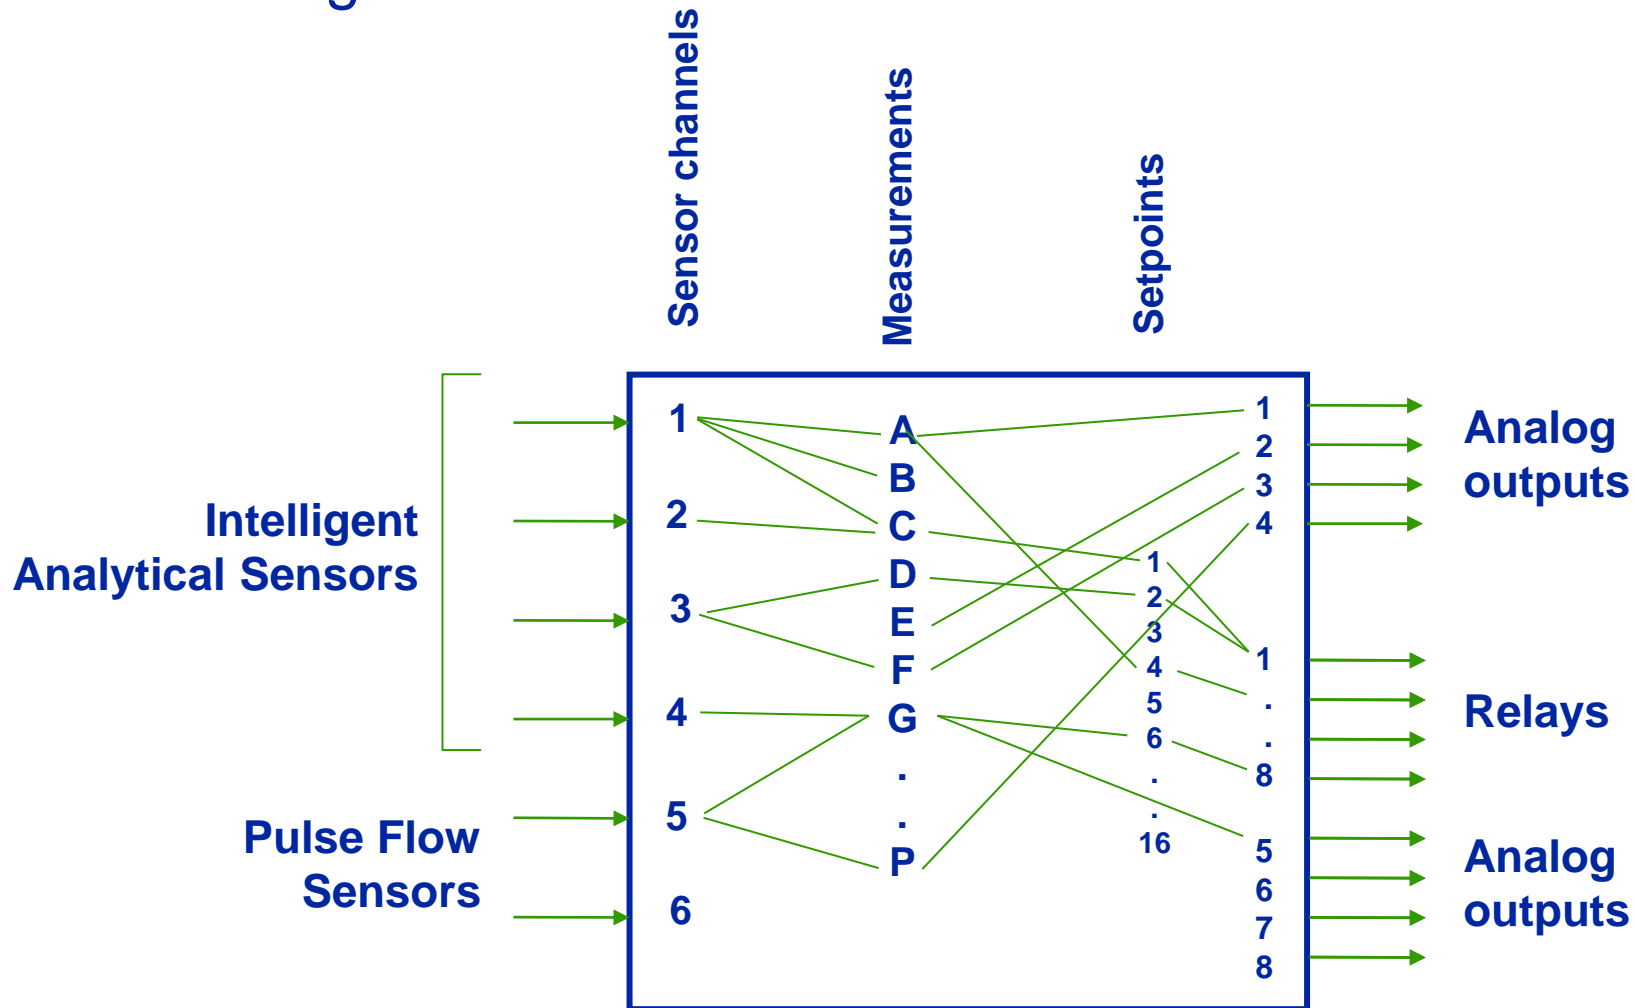 Sensor channels
Measurements
Setpoints
Intelligent
Analytical Sensors
Pulse Flow
Sensors
1
2
3
4
5
6
A
B
C
D
E
F
G
.
.
P
1
2
3
4
5
6
.
.
16
1
2
3
4
1
.
.
8
5
6
7
8
Analog
outputs
Relays
Analog
outputs